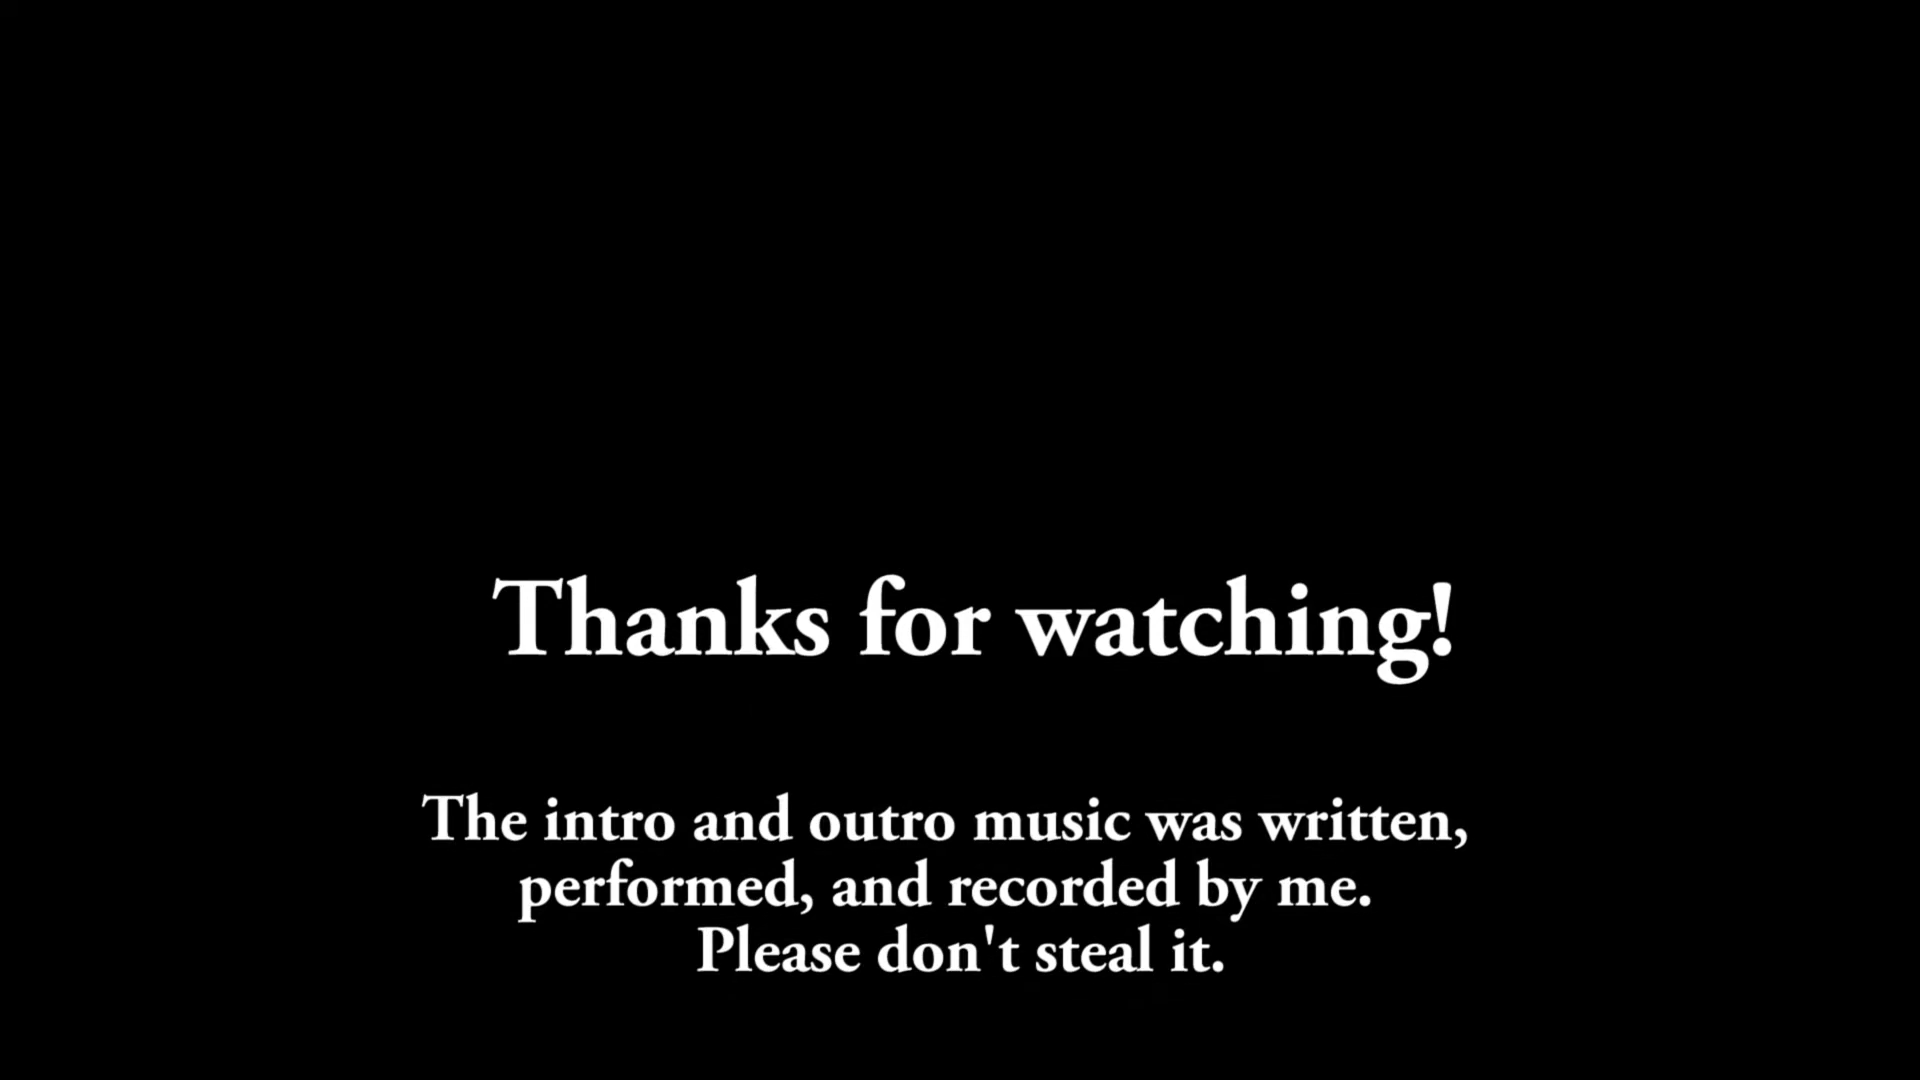 Thanks for watching!
The intro and outro music was written,
performed, and recorded by me.
Please don't steal it.